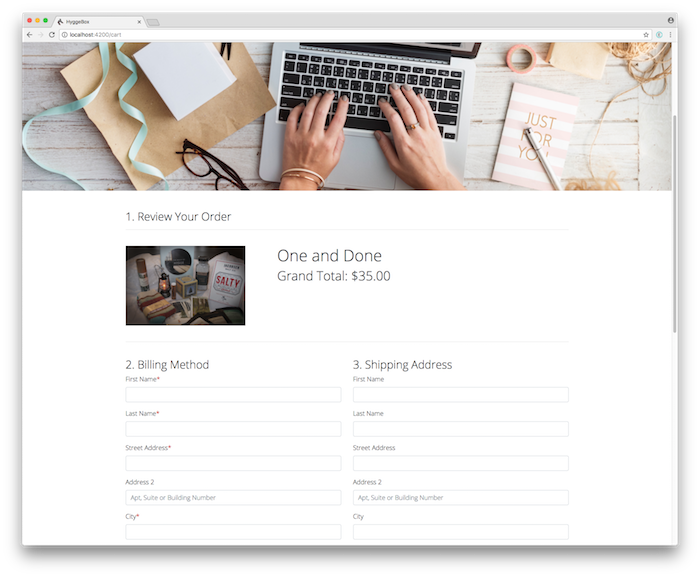 HyggeBox
localhost:4200/cart
JUST
FOR
YOU
1. Review Your Order
SALTY
One and Done
Grand Total: $35.00
2. Billing Method
First Name*
Last Name*
Street Address*
Address 2
Apt, Suite or Building Number
City*
3. Shipping Address
First Name
Last Name
Street Address
Address 2
Apt, Suite or Building Number
City